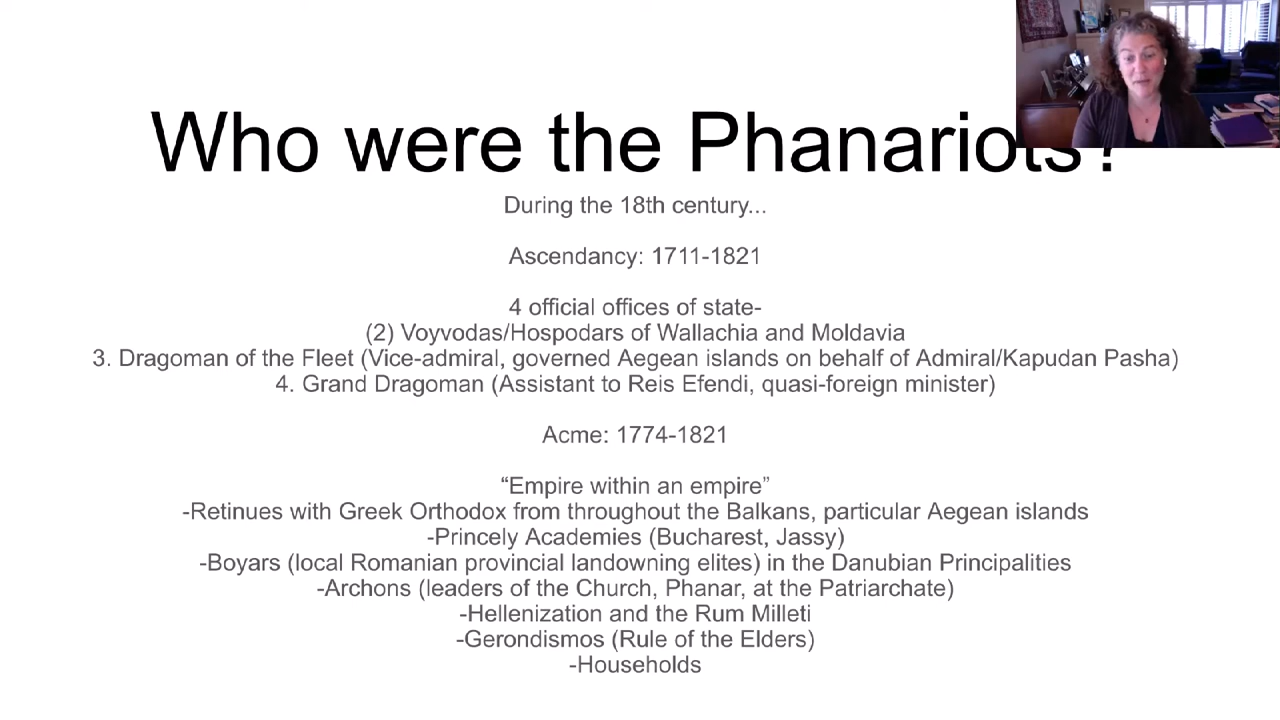 Who were the Phanariots?
During the 18th century...
Ascendancy: 1711-1821
4 official offices of state-
(2) Voyvodas/Hospodars of Wallachia and Moldavia
3. Dragoman of the Fleet (Vice-admiral, governed Aegean islands on behalf of Admiral/Kapudan Pasha)
4. Grand Dragoman (Assistant to Reis Efendi, quasi-foreign minister)
Acme: 1774-1821
“Empire within an empire”
-Retinues with Greek Orthodox from throughout the Balkans, particular Aegean islands
-Princely Academies (Bucharest, Jassy)
-Boyars (local Romanian provincial landowning elites) in the Danubian Principalities
-Archons (leaders of the Church, Phanar, at the Patriarchate)
-Hellenization and the Rum Milleti
-Gerondismos (Rule of the Elders)
-Households